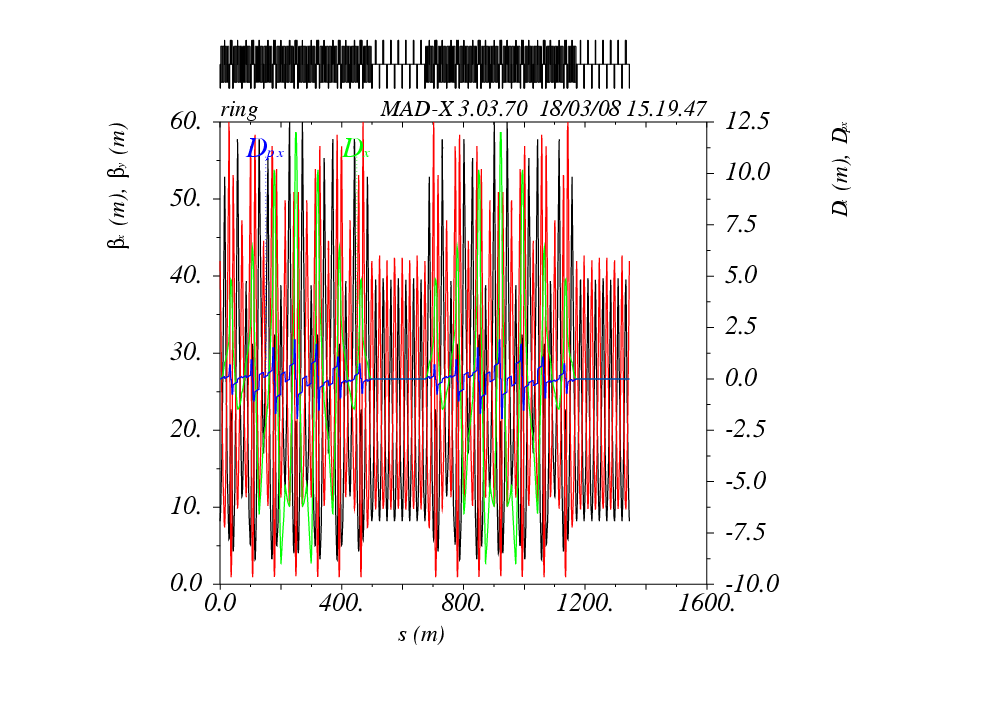 ring MAD-X 3.03.70 18/03/08 15.19.47
60. 12.5
Dpx Dx
10.0
50.
7.5
40. 5.0
2.5
30.
0.0
20. -2.5
-5.0
10.
-7.5
0.0 -10.0
0.0 400. 800. 1200. 1600.
s (m)
βx (m), βy (m)
Dx (m), Dpx